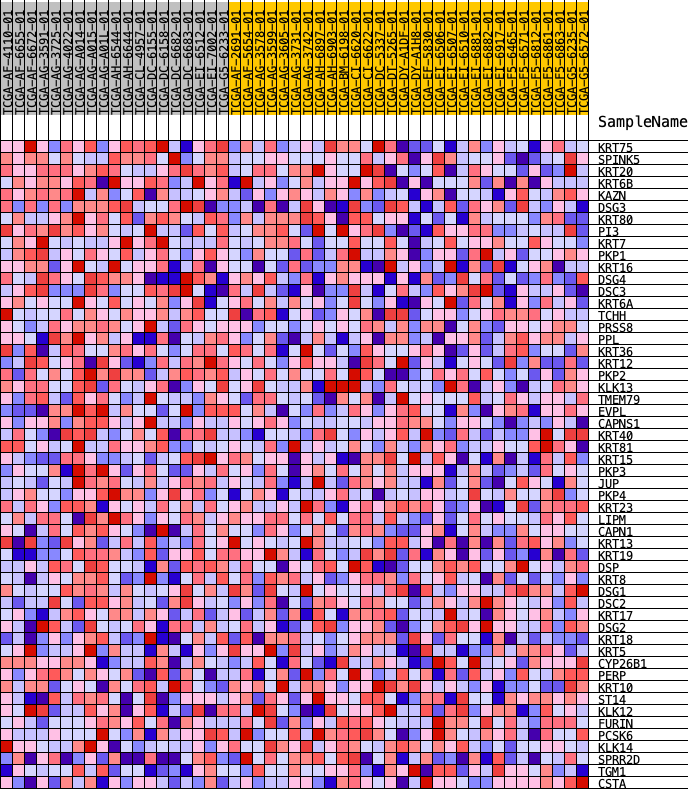 TCGA-AF-4110-01
TCGA-AF-6655-01
TCGA-AF-6672-01
TCGA-AG-3791-01
TCGA-AG-4022-01
TCGA-AG-A014-01
TCGA-AG-A015-01
TCGA-AG-A01L-01
TCGA-AH-6544-01
TCGA-CL-4957-01
TCGA-DC-6155-01
TCGA-DC-6158-01
TCGA-DC-6682-01
TCGA-DC-6683-01
TCGA-EI-7002-01
TCGA-G5-6233-01
TCGA-AF-2691-01
TCGA-AF-5654-01
TCGA-AG-3578-01
TCGA-AG-3599-01
TCGA-AG-3605-01
TCGA-AG-3731-01
TCGA-AG-3742-01
TCGA-AH-6897-01
TCGA-AH-6903-01
TCGA-BM-6198-01
TCGA-CI-6620-01
TCGA-CI-6622-01
TCGA-DC-5337-01
TCGA-DT-5265-01
TCGA-DY-A1DF-01
TCGA-DY-A1H8-01
TCGA-EF-5830-01
TCGA-EI-6506-01
TCGA-EI-6507-01
TCGA-EI-6510-01
TCGA-EI-6881-01
TCGA-EI-6882-01
TCGA-EI-6917-01
TCGA-F5-6465-01
TCGA-F5-6571-01
TCGA-F5-6812-01
TCGA-F5-6861-01
TCGA-F5-6863-01
TCGA-G5-6235-01
TCGA-G5-6572-01
SampleName
KRT75
SPINK5
KRT20
KRT6B
KAZN
DSG3
KRT80
PI3
KRT7
PKP1
KRT16
DSG4
DSC3
KRT6A
TCHH
PRSS8
PPL
KRT36
KRT12
PKP2
KLK13
TMEM79
EVPL
CAPNS1
KRT40
KRT81
KRT15
PKP3
JUP
PKP4
KRT23
LIPM
CAPN1
KRT13
KRT19
DSP
KRT8
DSG1
DSC2
KRT17
DSG2
KRT18
KRT5
CYP26B1
PERP
KRT10
ST14
KLK12
FURIN
PCSK6
KLK14
SPRR2D
TGM1
CSTA